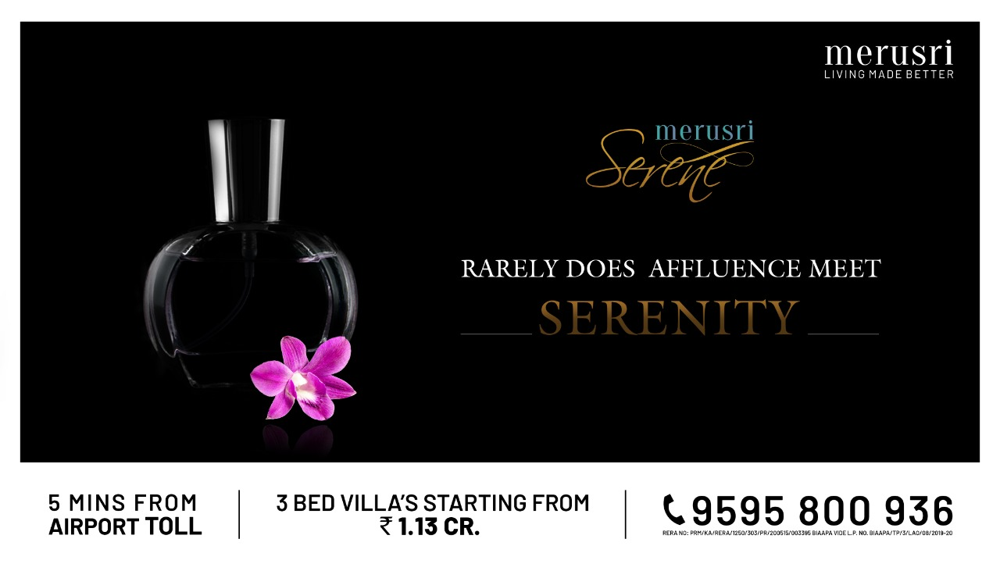 merusri
LIVING MADE BETTER
merusri
Serene
RARELY DOES AFFLUENCE MEET
SERENITY
5 MINS FROM
AIRPORT TOLL
3 BED VILLA'S STARTING FROM
₹ 1.13 CR.
9595 800 936
RERA NO: PRM/KA/RERA/1250/303/PR/200515/003395 BIAAPA VIDE L.P. NO. BIAAPA/TP/3/LAO/08/2019-20